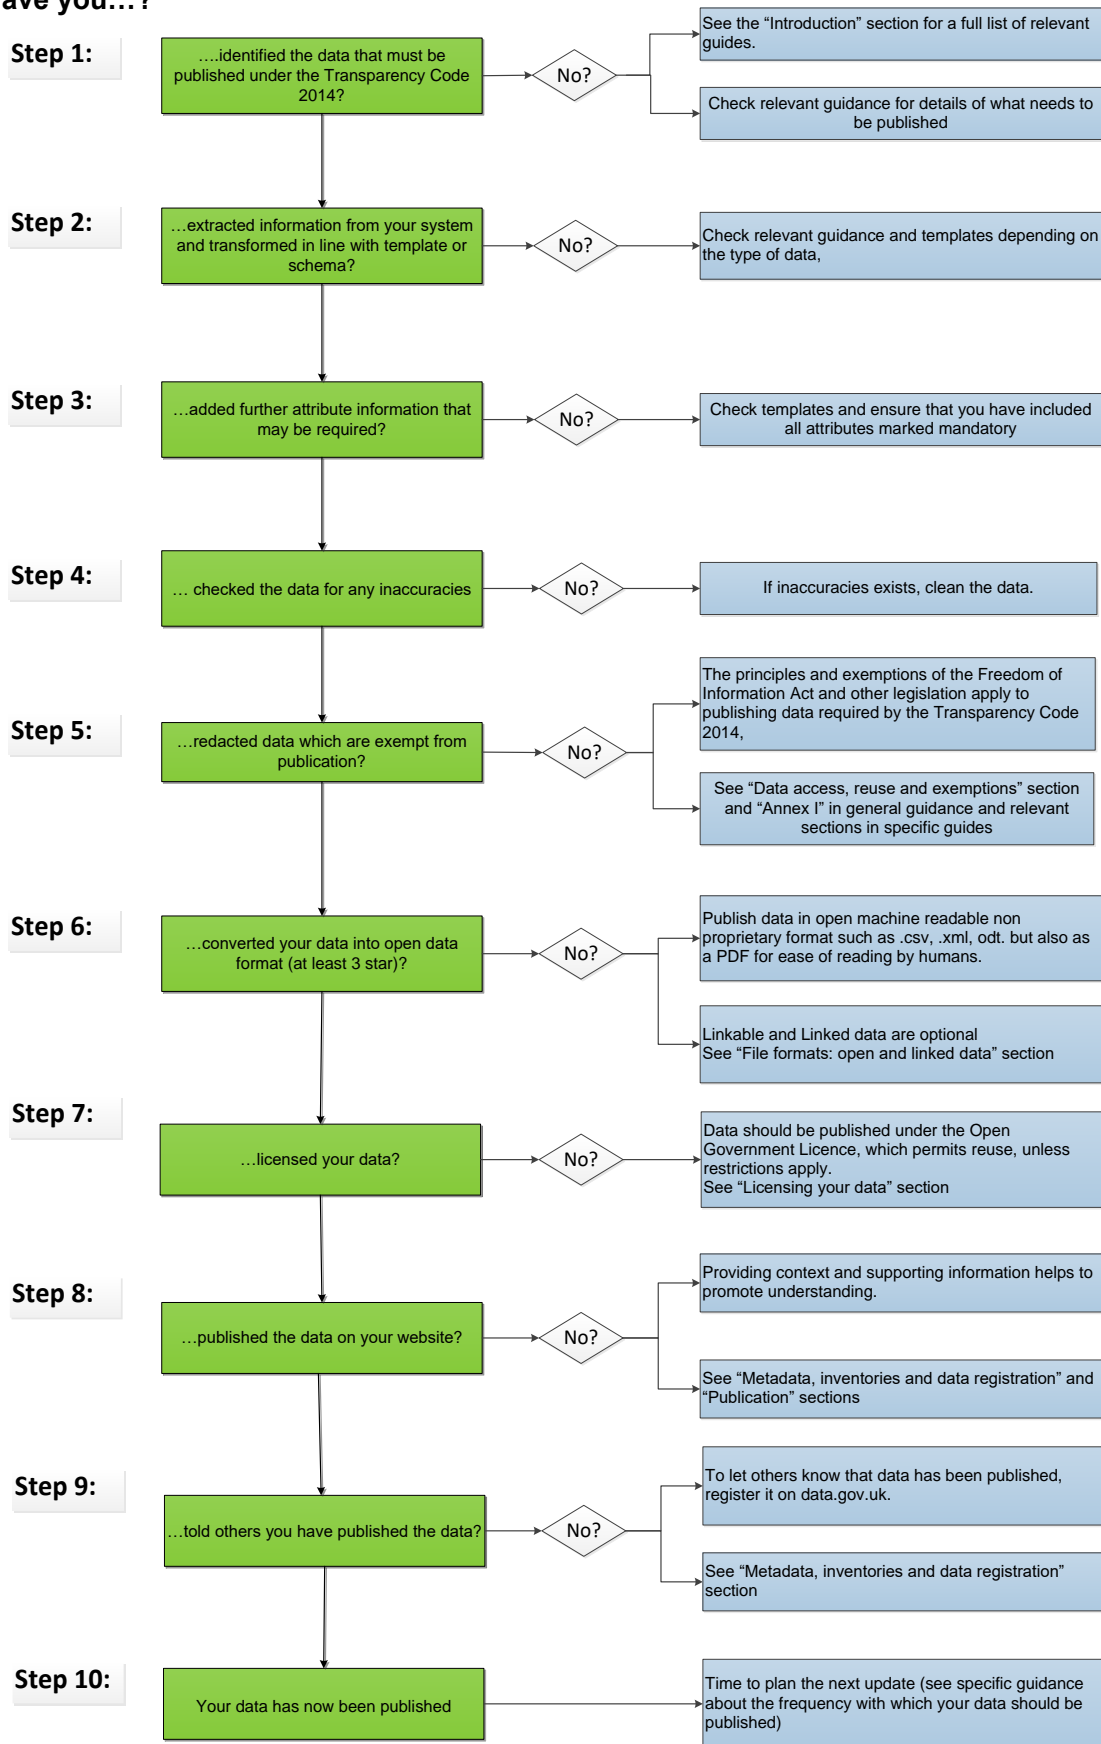 ave you…?
Step 1:
….identified the data that must be
published under the Transparency Code
2014?
No?
See the “Introduction” section for a full list of relevant
guides.
Check relevant guidance for details of what needs to
be published
Step 2:
…extracted information from your system
and transformed in line with template or
schema?
No?
Check relevant guidance and templates depending on
the type of data,
Step 3:
…added further attribute information that
may be required?
No?
Check templates and ensure that you have included
all attributes marked mandatory
Step 4:
… checked the data for any inaccuracies
No?
If inaccuracies exists, clean the data.
Step 5:
…redacted data which are exempt from
publication?
No?
The principles and exemptions of the Freedom of
Information Act and other legislation apply to
publishing data required by the Transparency Code
2014,
See “Data access, reuse and exemptions” section
and “Annex I” in general guidance and relevant
sections in specific guides
Step 6:
…converted your data into open data
format (at least 3 star)?
No?
Publish data in open machine readable non
proprietary format such as .csv, .xml, odt. but also as
a PDF for ease of reading by humans.
Linkable and Linked data are optional
See “File formats: open and linked data” section
Step 7:
…licensed your data?
No?
Data should be published under the Open
Government Licence, which permits reuse, unless
restrictions apply.
See “Licensing your data” section
Step 8:
…published the data on your website?
No?
Providing context and supporting information helps to
promote understanding.
See “Metadata, inventories and data registration” and
“Publication” sections
Step 9:
…told others you have published the data?
No?
To let others know that data has been published,
register it on data.gov.uk.
See “Metadata, inventories and data registration”
section
Step 10:
Your data has now been published
Time to plan the next update (see specific guidance
about the frequency with which your data should be
published)